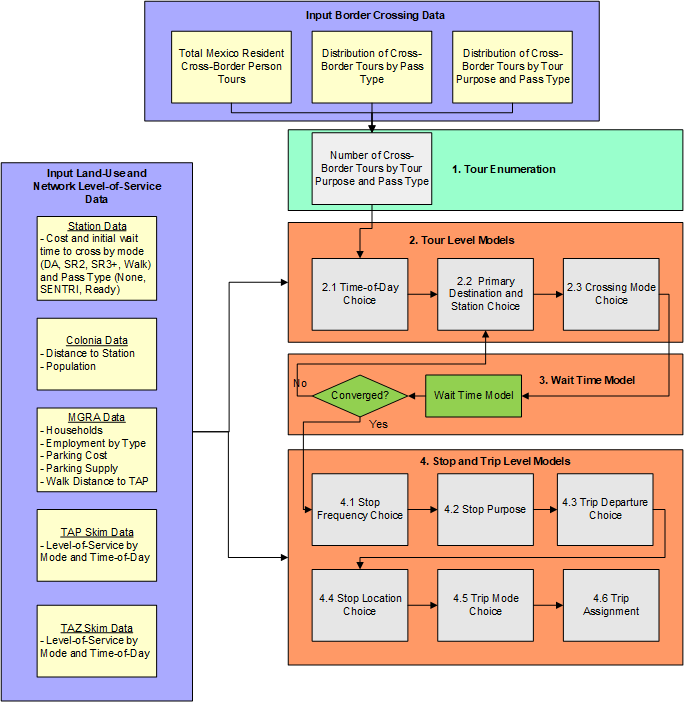 Input Border Crossing Data
Total Mexico Resident
Cross-Border Person
Tours
Distribution of Cross-
Border Tours by Pass
Type
Distribution of Cross-
Border Tours by Tour
Purpose and Pass Type
Number of Cross-
Border Tours by Tour
Purpose and Pass Type
1. Tour Enumeration
Input Land-Use and
Network Level-of-Service
Data
Station Data
- Cost and initial wait
time to cross by mode
(DA, SR2, SR3+, Walk)
and Pass Type (None,
SENTRI, Ready)
Colonia Data
- Distance to Station
- Population
MGRA Data
- Households
- Employment by Type
- Parking Cost
- Parking Supply
- Walk Distance to TAP
TAP Skim Data
- Level-of-Service by
Mode and Time-of-Day
TAZ Skim Data
- Level-of-Service by
Mode and Time-of-Day
2. Tour Level Models
2.1 Time-of-Day
Choice
2.2 Primary
Destination and
Station Choice
2.3 Crossing Mode
Choice
3. Wait Time Model
No
Converged?
Wait Time Model
Yes
4. Stop and Trip Level Models
4.1 Stop
Frequency Choice
4.2 Stop Purpose
4.3 Trip Departure
Choice
4.4 Stop Location
Choice
4.5 Trip Mode
Choice
4.6 Trip
Assignment